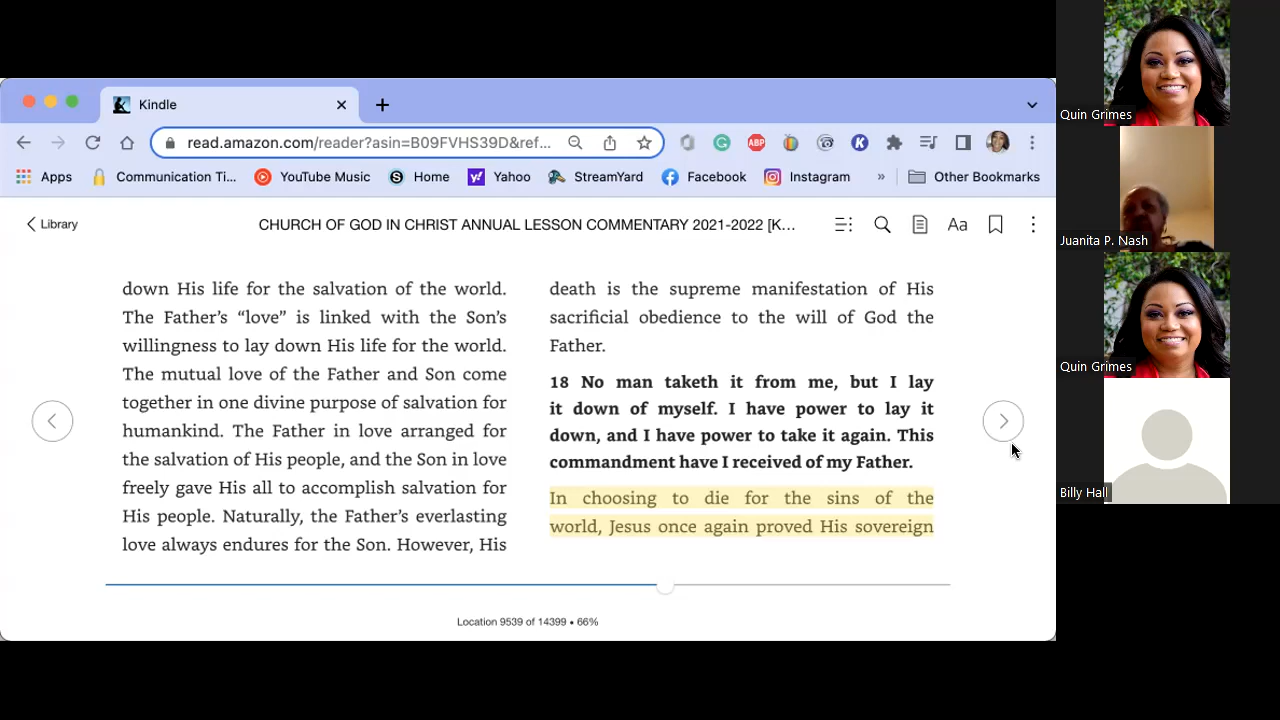 Kindle
read.amazon.com/reader?asin=B09FVHS39D&ref...
ABP
K
Apps
Communication Ti...
YouTube Music
Home
Yahoo
StreamYard
Facebook
Instagram
»
Other Bookmarks
Library
CHURCH OF GOD IN CHRIST ANNUAL LESSON COMMENTARY 2021-2022 [K...
Aa
down His life for the salvation of the world.
The Father's “love” is linked with the Son's
willingness to lay down His life for the world.
The mutual love of the Father and Son come
together in one divine purpose of salvation for
humankind. The Father in love arranged for
the salvation of His people, and the Son in love
freely gave His all to accomplish salvation for
His people. Naturally, the Father's everlasting
love always endures for the Son. However, His
death is the supreme manifestation of His
sacrificial obedience to the will of God the
Father.
18 No man taketh it from me, but I lay
it down of myself. I have power to lay it
down, and I have power to take it again. This
commandment have I received of my Father.
In choosing to die for the sins of the
world, Jesus once again proved His sovereign
Location 9539 of 14399 • 66%
Quin Grimes
Juanita P. Nash
Quin Grimes
Billy Hall